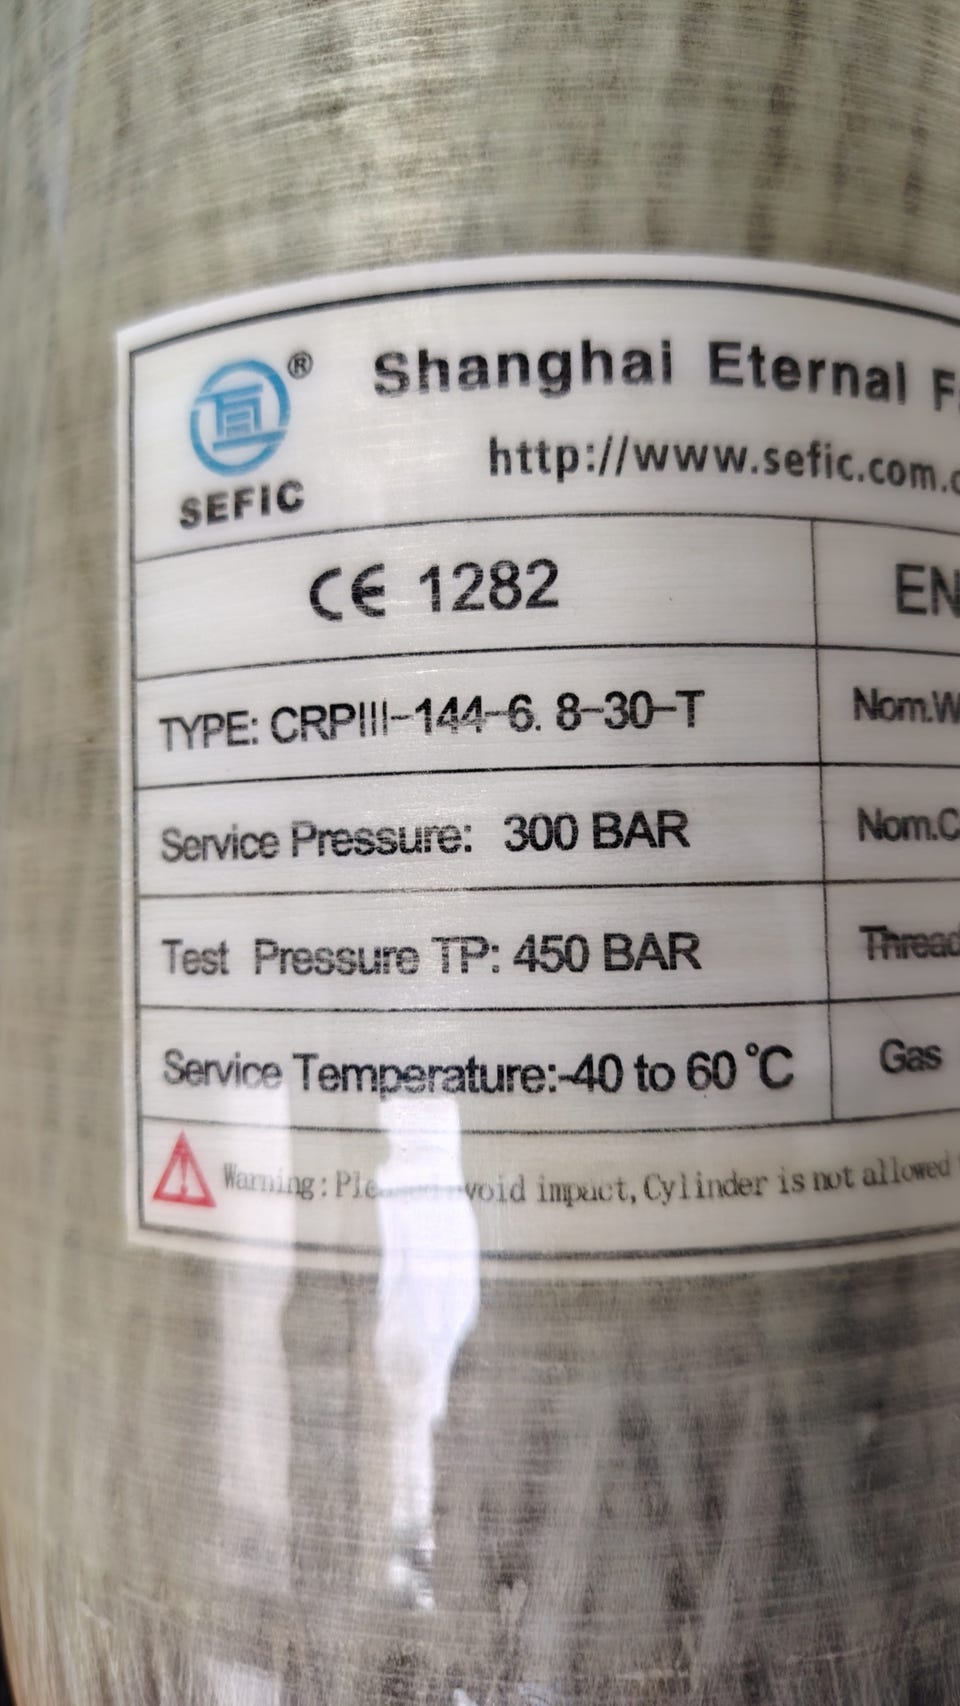 ® Shanghai Eternal
http://www.sefic.com.c
SEFIC
CE 1282 EN
TYPE: CRPIII-144-6. 8-30-T Nom.W
Service Pressure: 300 BAR Nom.C
Test Pressure TP: 450 BAR Thread
Service Temperature:-40 to 60 °C Gas
Warning: avoid impact, Cylinder is not allowed